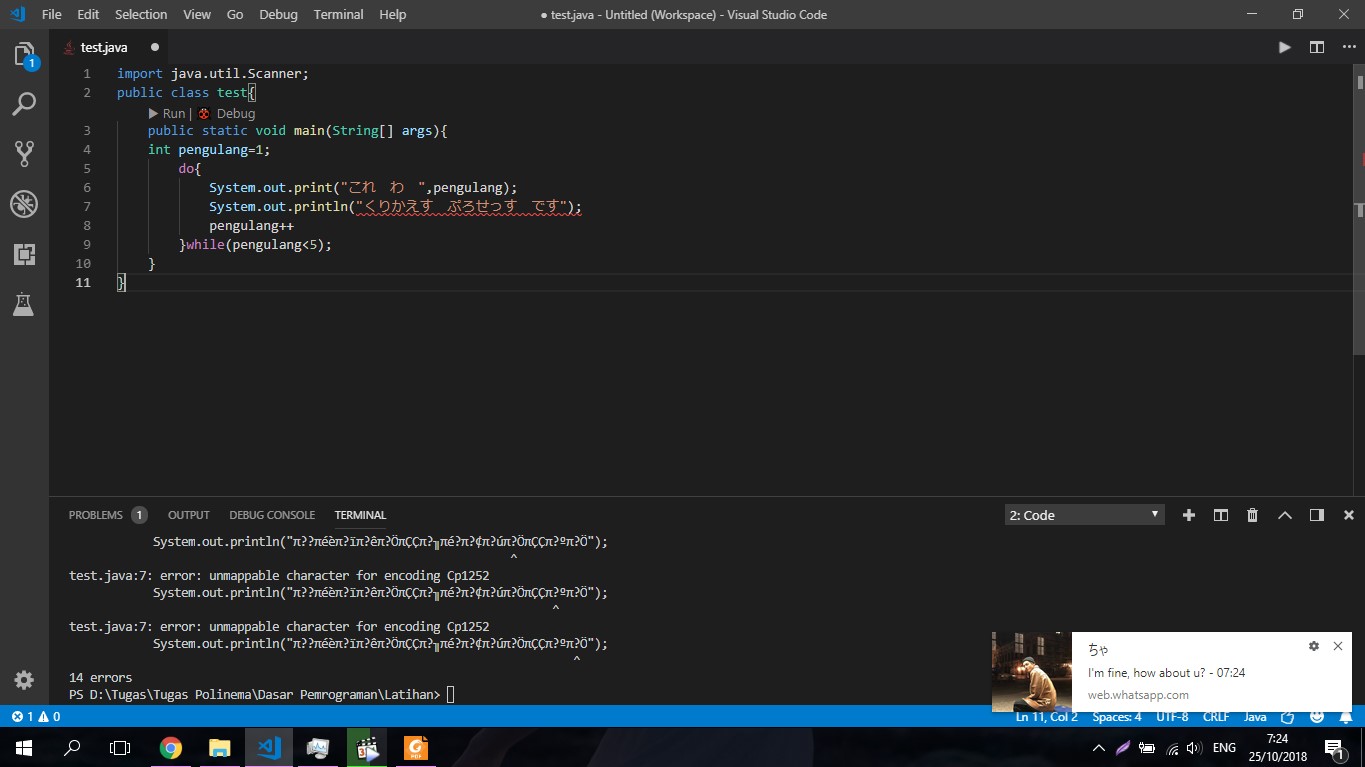 File Edit Selection View Go Debug Terminal Help ● test.java - Untitled (Workspace) - Visual Studio Code
1
test.java ●
1 import java.util.Scanner;
2 public class test{
Run | Debug
3 public static void main(String[] args){
4 int pengulang=1;
5 do{
6 System.out.print("これ　わ　",pengulang);
7 System.out.println("くりかえす　ぷろせっす　です");
8 pengulang++
9 }while(pengulang<5);
10 }
11 }
PROBLEMS 1 OUTPUT DEBUG CONSOLE TERMINAL 2: Code
System.out.println("π??πéèπ?ïπ?êπ?ÖπÇÇπ?╗πé?π?¢π?úπ?ÖπÇÇπ?ºπ?Ö");
^
test.java:7: error: unmappable character for encoding Cp1252
System.out.println("π??πéèπ?ïπ?êπ?ÖπÇÇπ?╗πé?π?¢π?úπ?ÖπÇÇπ?ºπ?Ö");
^
test.java:7: error: unmappable character for encoding Cp1252
System.out.println("π??πéèπ?ïπ?êπ?ÖπÇÇπ?╗πé?π?¢π?úπ?ÖπÇÇπ?ºπ?Ö");
^
14 errors
PS D:\Tugas\Tugas Polinema\Dasar Pemrograman\Latihan>
ちゃ
I'm fine, how about u? - 07:24
web.whatsapp.com
1 0 Ln 11, Col 2 Spaces: 4 UTF-8 CRLF Java
ENG 7:24
25/10/2018 1